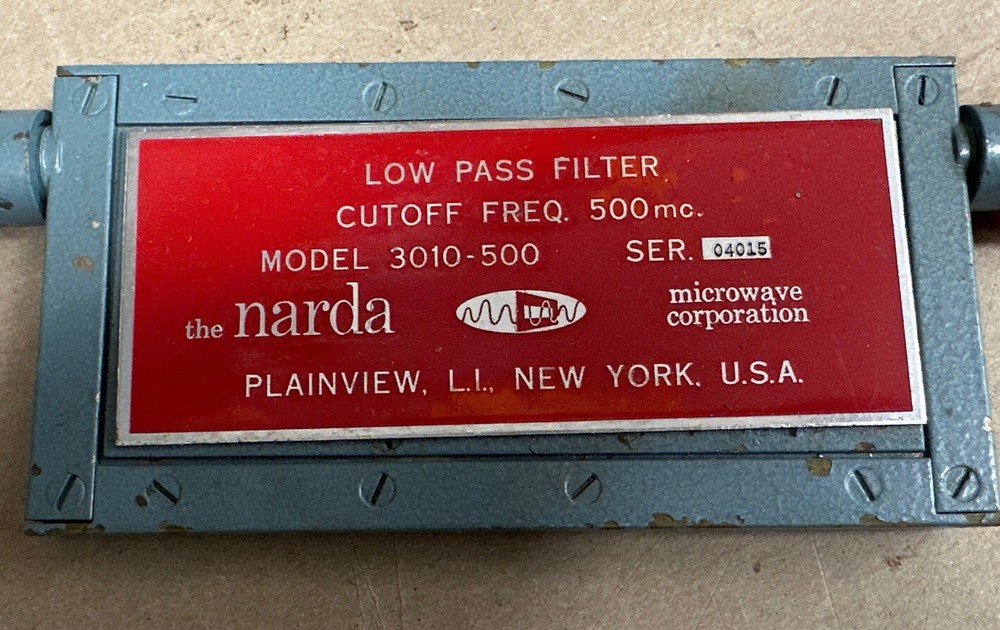 LOW PASS FILTER
CUTOFF FREQ. 500mc.
MODEL 3010-500 SER. 04015
the narda microwave corporation
PLAINVIEW, L.I., NEW YORK. U.S.A.